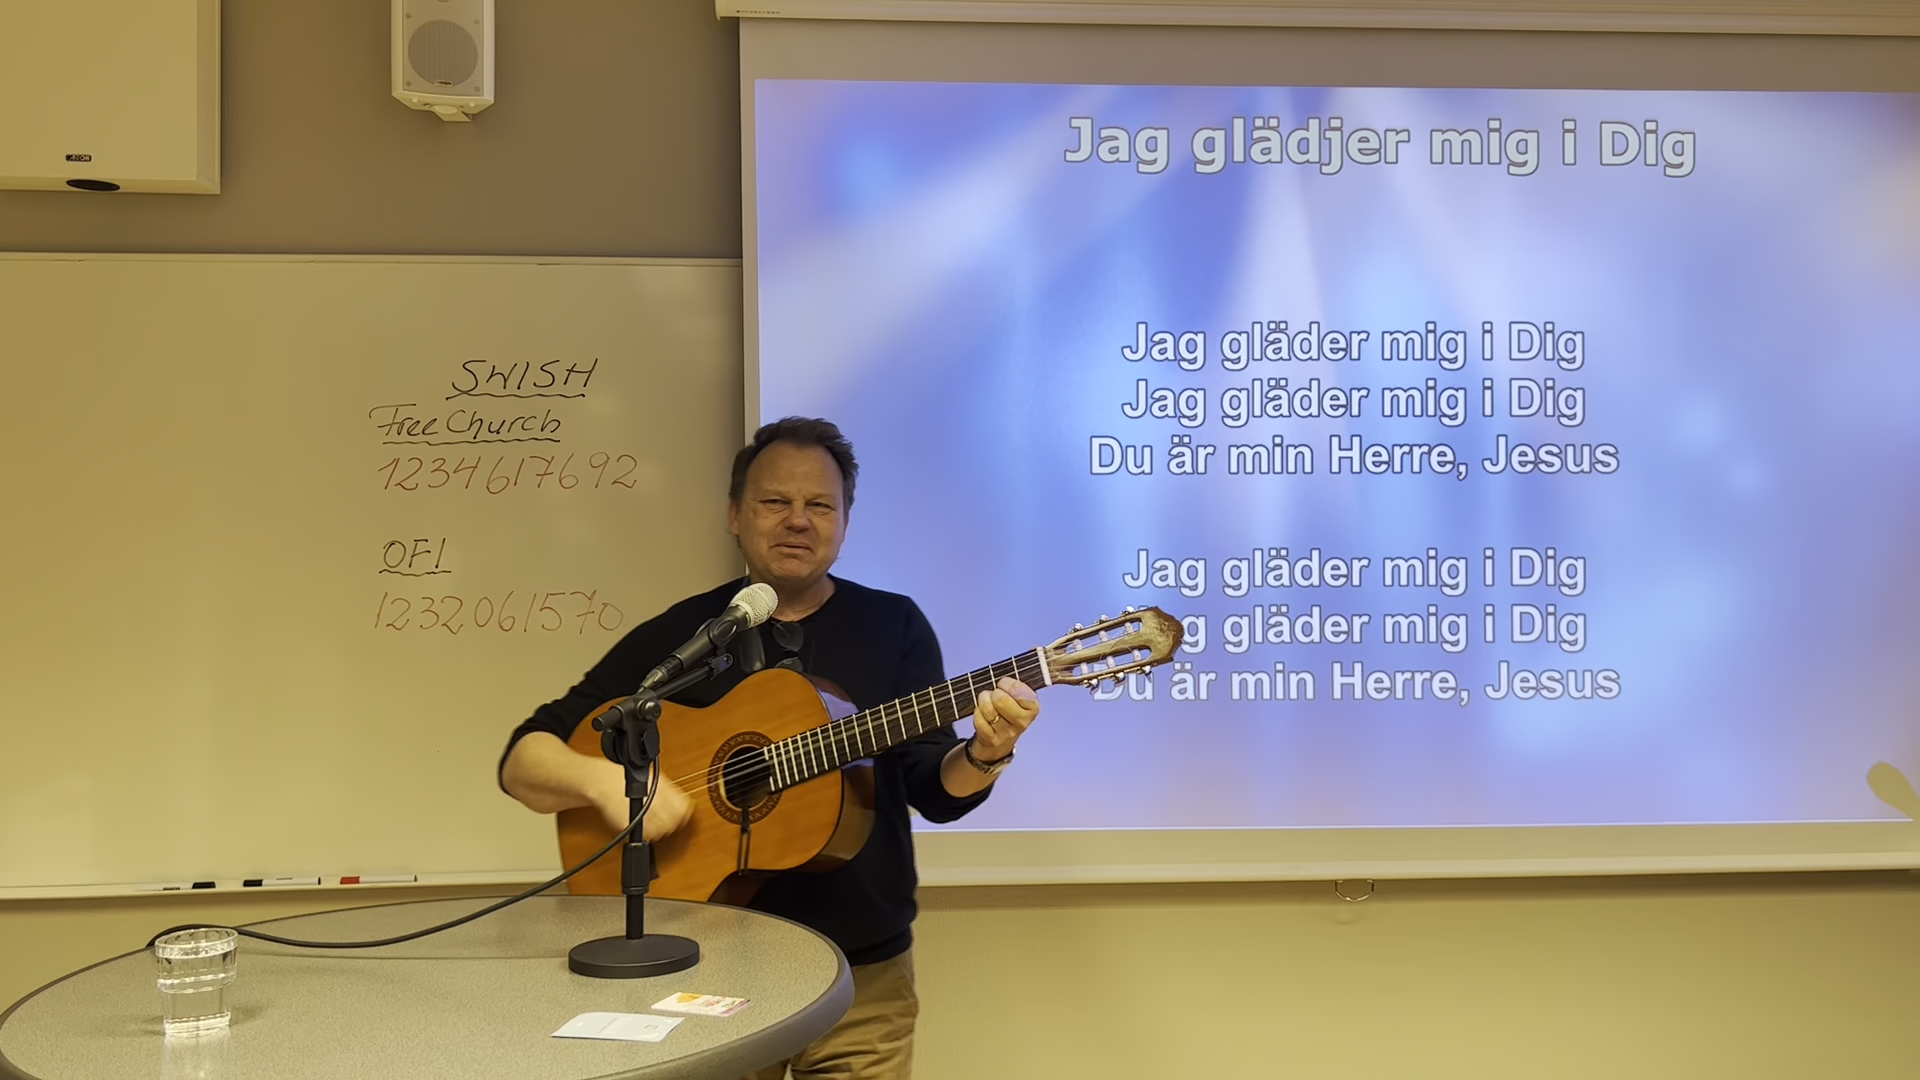 SWISH
Free Church
1234617692
OFI
1232061570
Jag glädjer mig i Dig
Jag gläder mig i Dig
Jag gläder mig i Dig
Du är min Herre, Jesus
Jag gläder mig i Dig
g gläder mig i Dig
Du är min Herre, Jesus